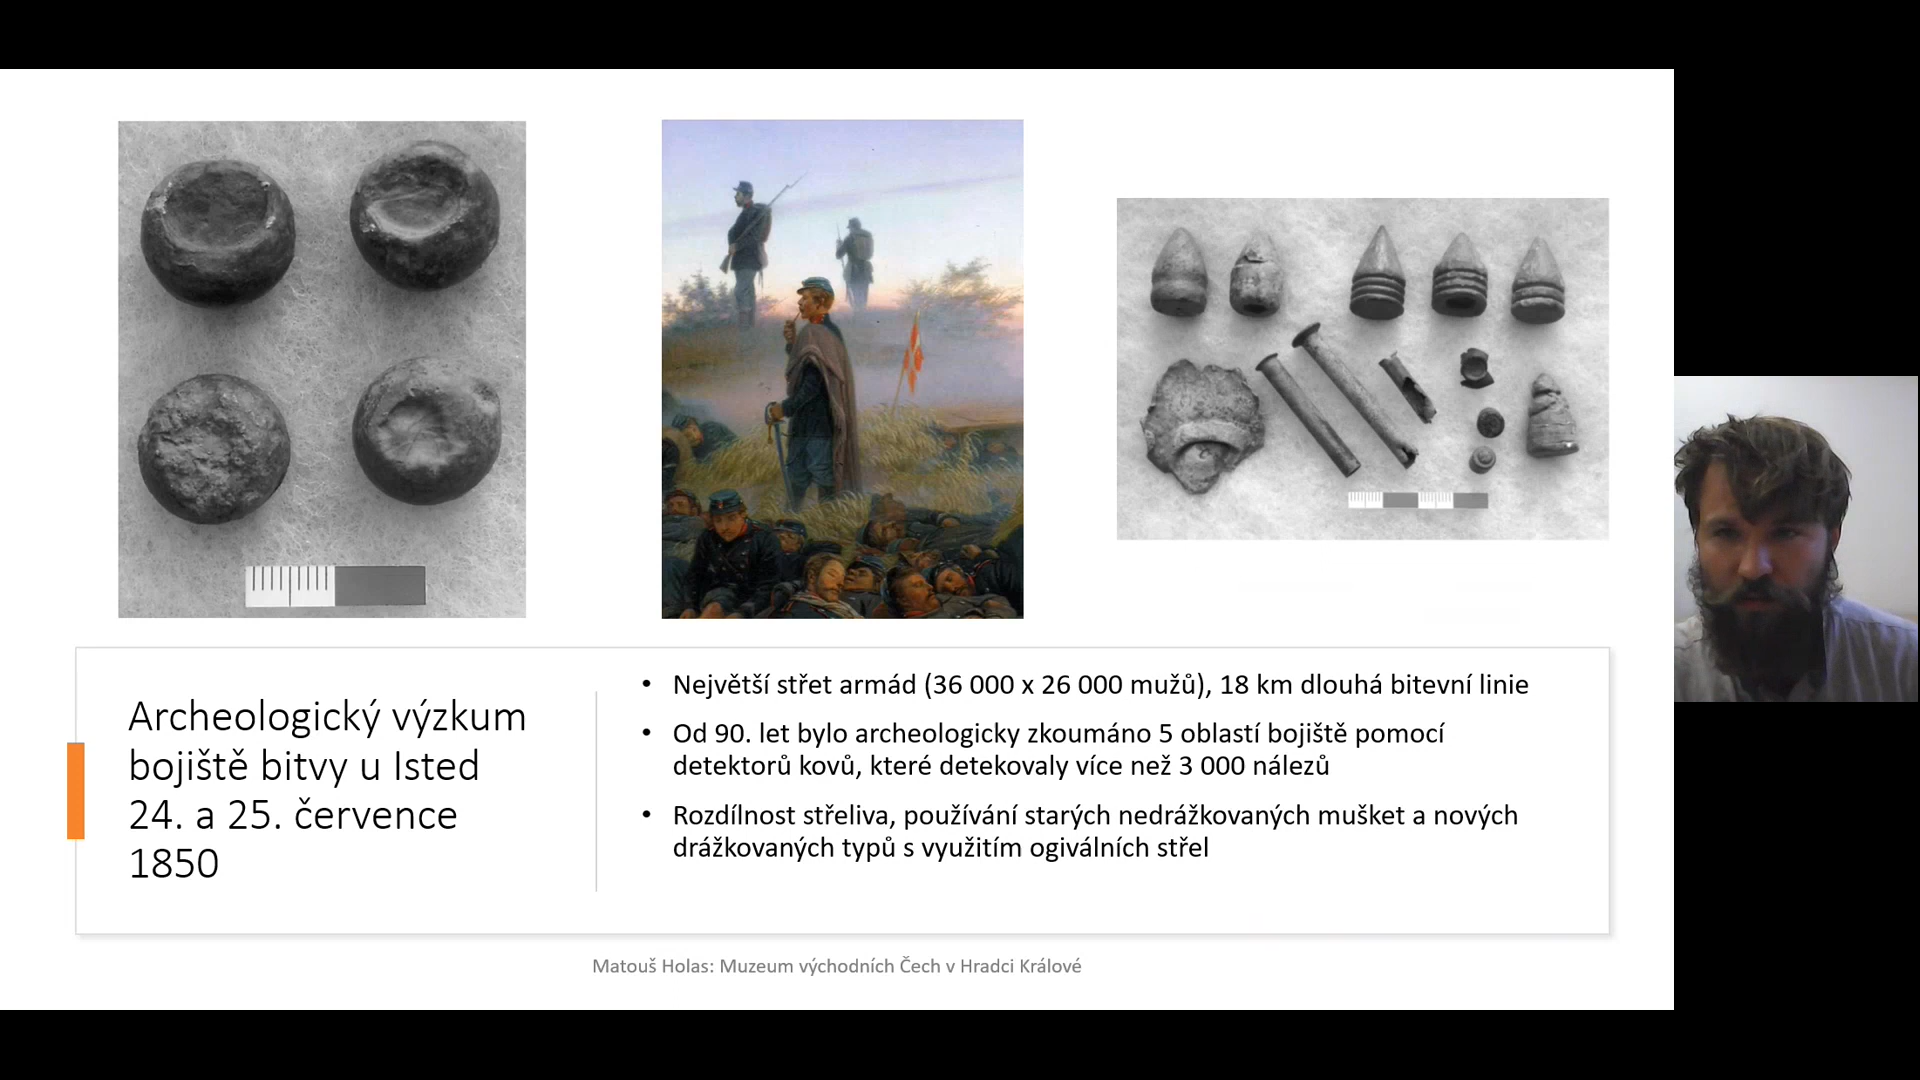 Archeologický výzkum
bojiště bitvy u Isted
24. a 25. července
1850
• Největší střet armád (36 000 x 26 000 mužů), 18 km dlouhá bitevní linie
• Od 90. let bylo archeologicky zkoumáno 5 oblastí bojiště pomocí
detektorů kovů, které detekovaly více než 3 000 nálezů
• Rozdílnost střeliva, používání starých nedrážkovaných mušket a nových
drážkovaných typů s využitím ogiválních střel
Matouš Holas: Muzeum východních Čech v Hradci Králové